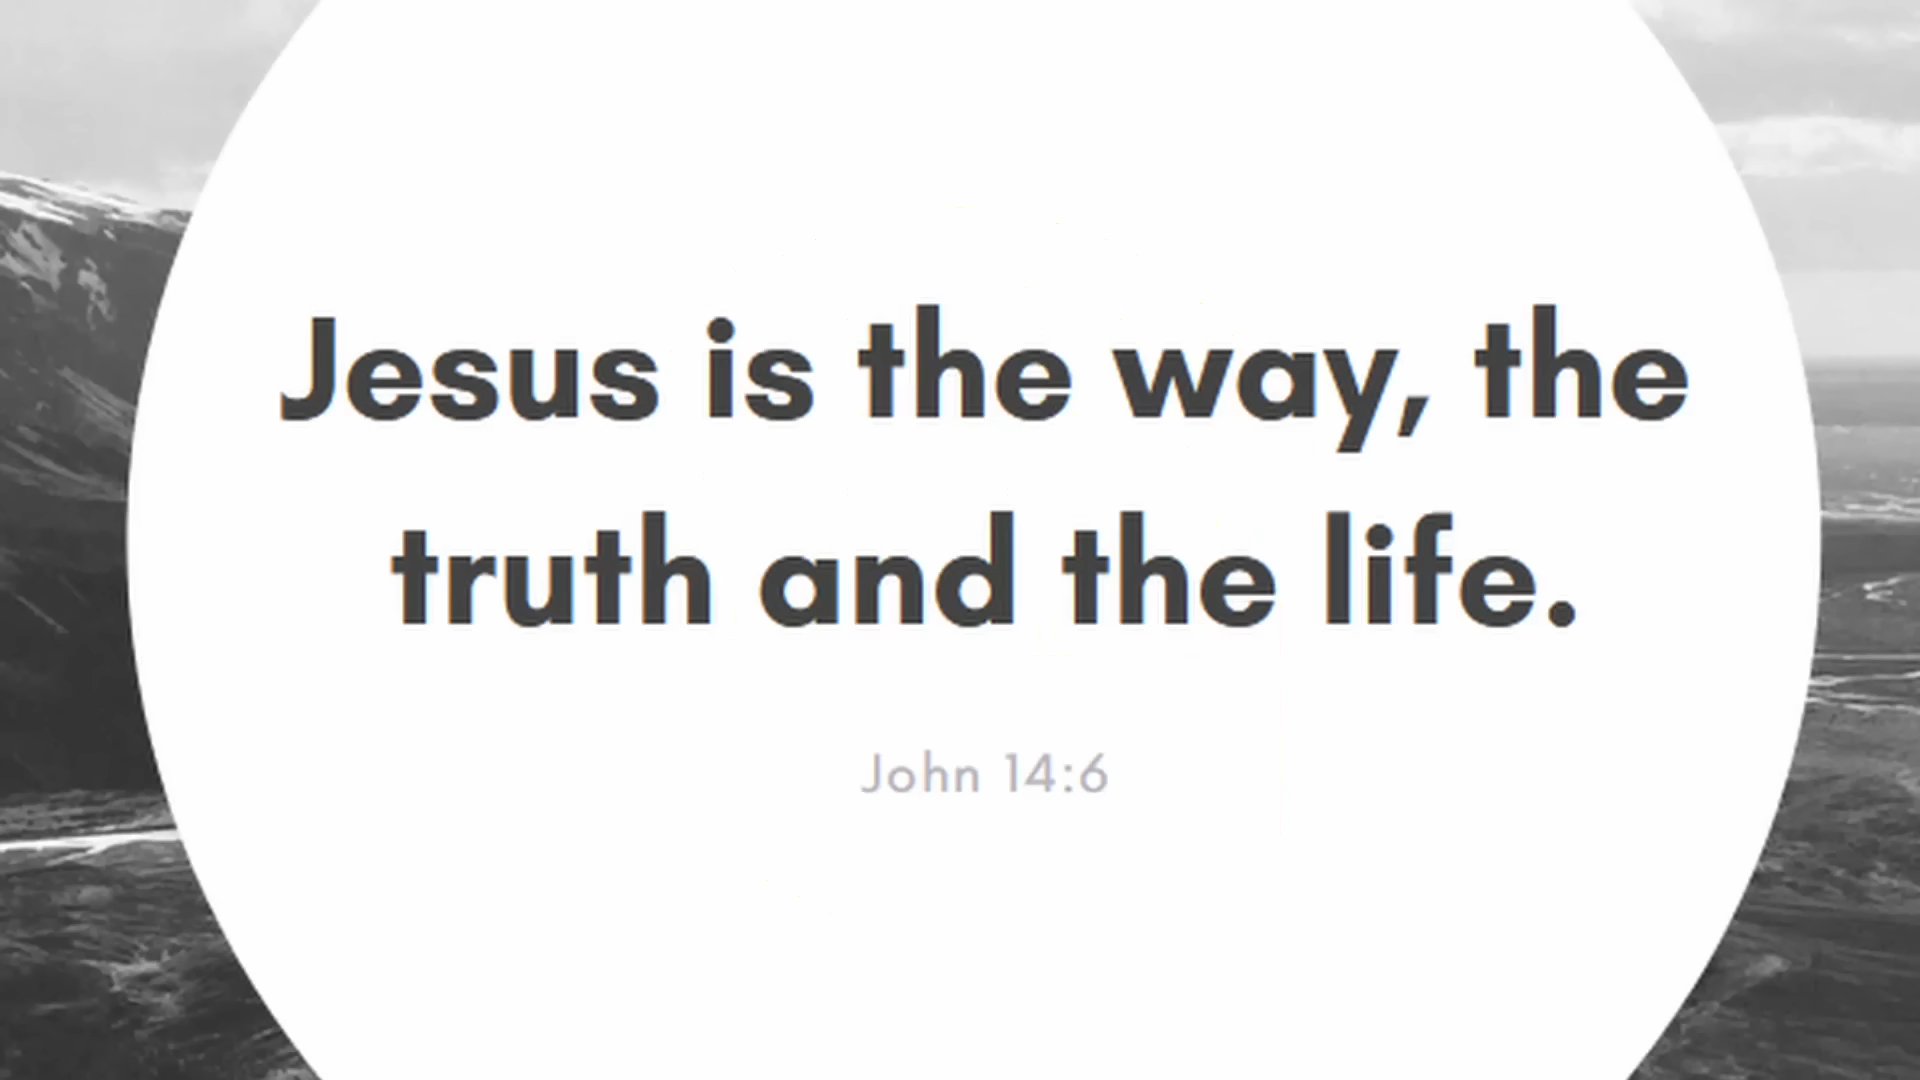 Jesus is the way, the
truth and the life.
John 14:6